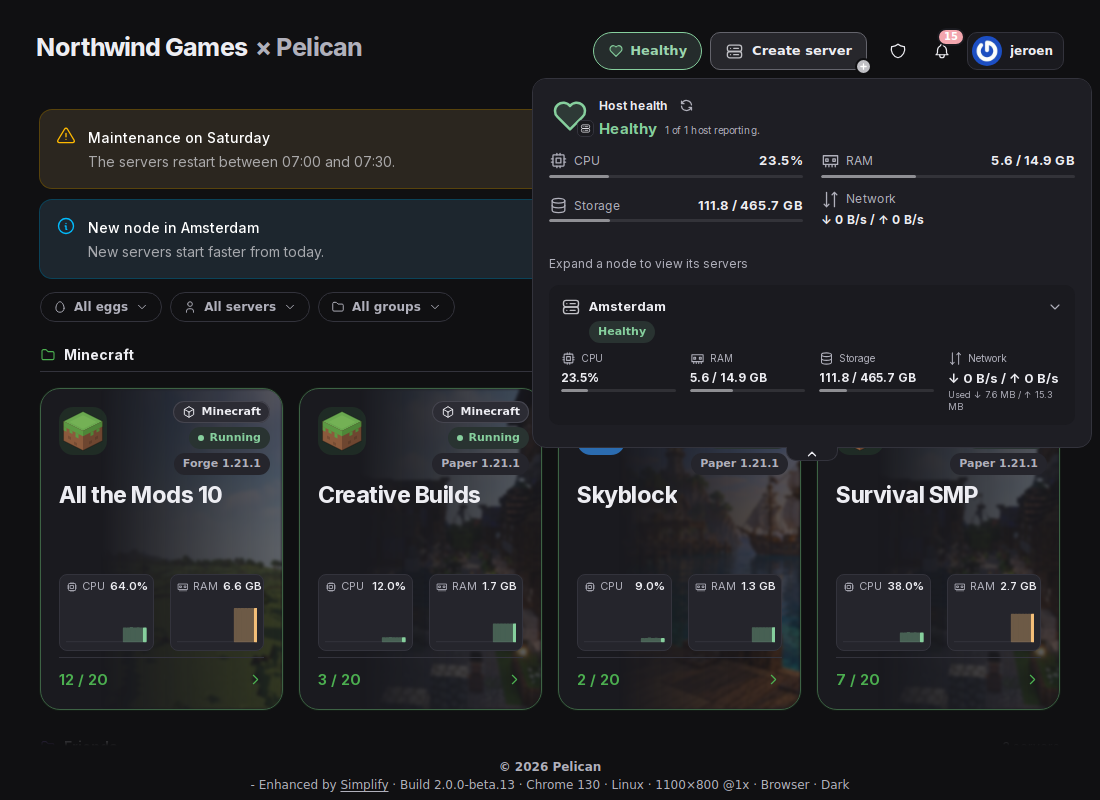 Northwind Games × Pelican
Healthy
Create server
15
jeroen
Maintenance on Saturday
The servers restart between 07:00 and 07:30.
New node in Amsterdam
New servers start faster from today.
All eggs
All servers
All groups
Minecraft
Host health
Healthy 1 of 1 host reporting.
CPU 23.5%
RAM 5.6 / 14.9 GB
Storage 111.8 / 465.7 GB
Network
↓ 0 B/s / ↑ 0 B/s
Expand a node to view its servers
Amsterdam
Healthy
CPU
23.5%
RAM
5.6 / 14.9 GB
Storage
111.8 / 465.7 GB
Network
↓ 0 B/s / ↑ 0 B/s
Used ↓ 7.6 MB / ↑ 15.3
MB
Minecraft
Running
Forge 1.21.1
All the Mods 10
CPU 64.0%
RAM 6.6 GB
12 / 20
Minecraft
Running
Paper 1.21.1
Creative Builds
CPU 12.0%
RAM 1.7 GB
3 / 20
Paper 1.21.1
Skyblock
CPU 9.0%
RAM 1.3 GB
2 / 20
Paper 1.21.1
Survival SMP
CPU 38.0%
RAM 2.7 GB
7 / 20
Friends
© 2026 Pelican
- Enhanced by Simplify · Build 2.0.0-beta.13 · Chrome 130 · Linux · 1100×800 @1x · Browser · Dark